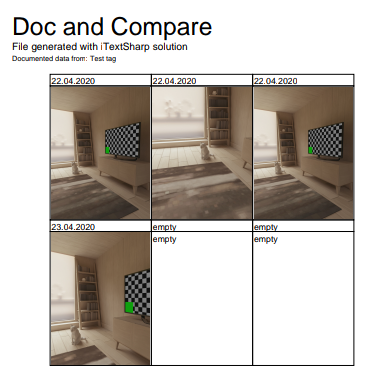 Doc and Compare
File generated with iTextSharp solution
Documented data from: Test tag
22.04.2020 22.04.2020 22.04.2020
23.04.2020 empty empty
empty empty